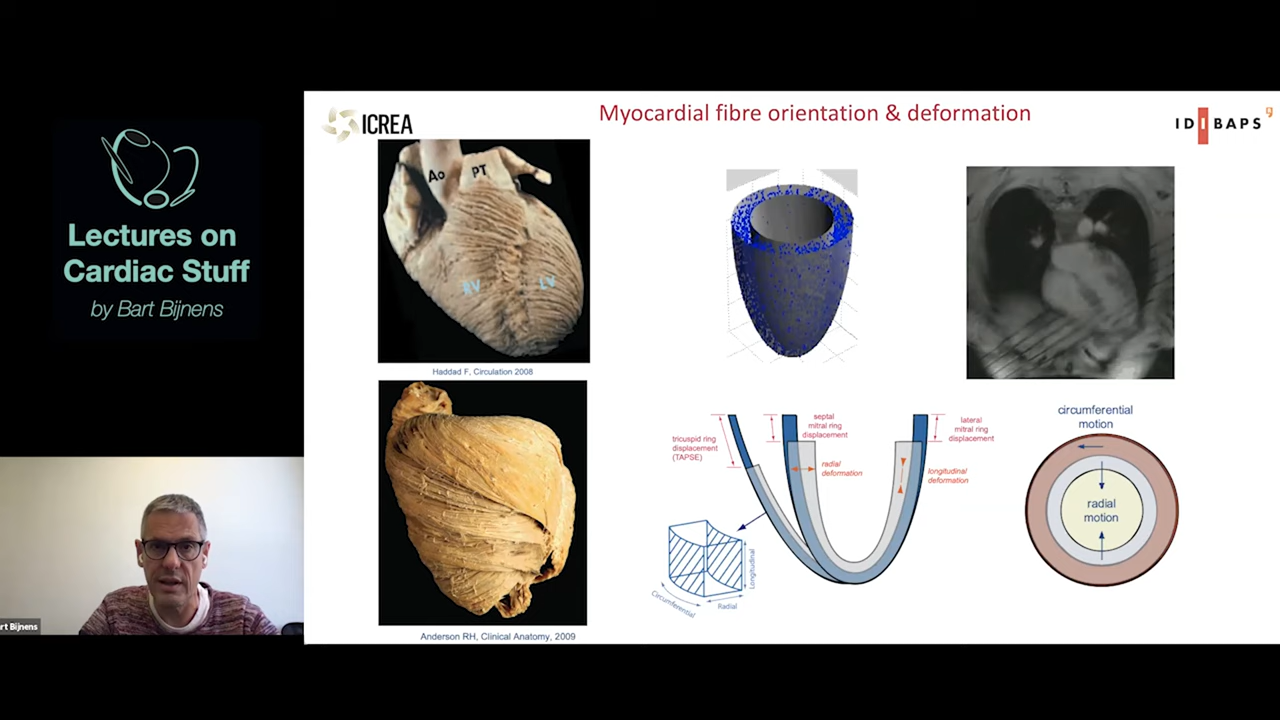 Lectures on
Cardiac Stuff
by Bart Bijnens
rt Bijnens
ICREA
Myocardial fibre orientation & deformation
IDIBAPS
Ao
PT
RV
LV
Haddad F, Circulation 2008
Anderson RH, Clinical Anatomy, 2009
tricuspid ring
displacement
(TAPSE)
septal
mitral ring
displacement
lateral
mitral ring
displacement
radial
deformation
longitudinal
deformation
Longitudinal
Circumferential
Radial
circumferential
motion
radial
motion